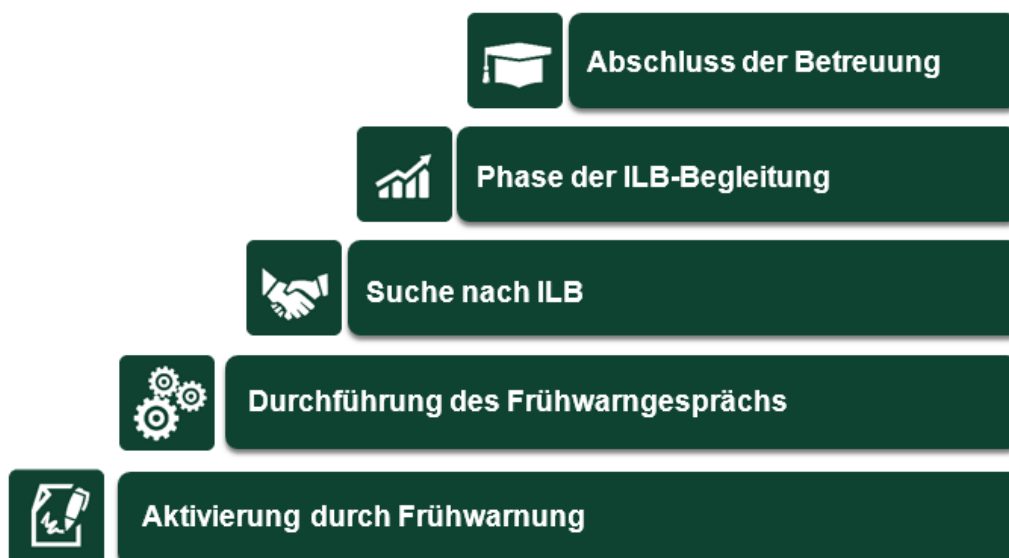 Abschluss der Betreuung
Phase der ILB-Begleitung
Suche nach ILB
Durchführung des Frühwarngesprächs
Aktivierung durch Frühwarnung